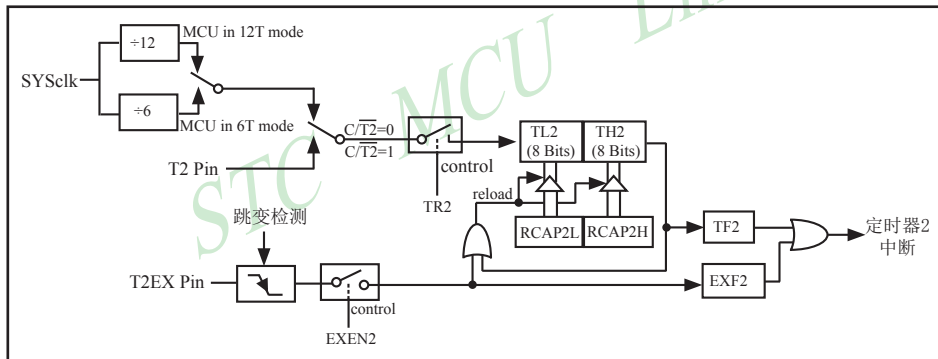 STC MCU Lim
÷12
MCU in 12T mode
SYSclk
÷6
MCU in 6T mode
T2 Pin
C/T2=0
C/T2=1
control
TR2
TL2
(8 Bits)
TH2
(8 Bits)
reload
RCAP2L
RCAP2H
跳变检测
T2EX Pin
control
EXEN2
TF2
EXF2
定时器2
中断